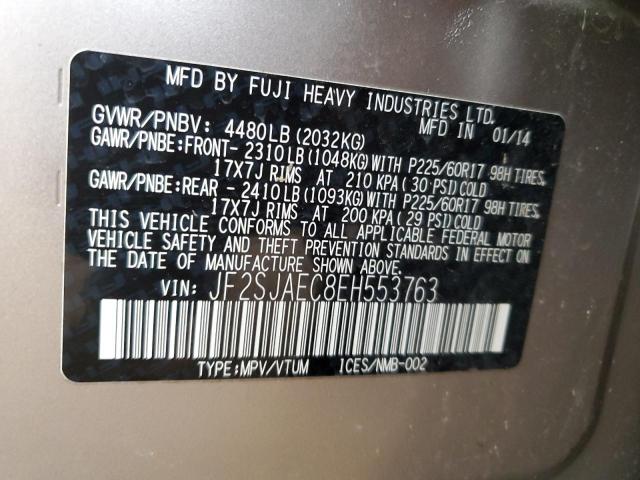 MFD BY FUJI HEAVY INDUSTRIES LTD.
GVWR/PNBV: 4480LB (2032KG) MFD IN 01/14
GAWR/PNBE:FRONT- 2310LB (1048KG) WITH P225/60R17 98H TIRES,
17X7J RIMS AT 210 KPA ( 30 PSI) COLD
GAWR/PNBE:REAR - 2410LB (1093KG) WITH P225/60R17 98H TIRES,
17X7J RIMS AT 200 KPA ( 29 PSI) COLD
THIS VEHICLE CONFORMS TO ALL APPLICABLE FEDERAL MOTOR
VEHICLE SAFETY AND THEFT PREVENTION STANDARDS IN EFFECT ON
THE DATE OF MANUFACTURE SHOWN ABOVE.
VIN: JF2SJAEC8EH553763
TYPE:MPV/VTUM ICES/NMB-002